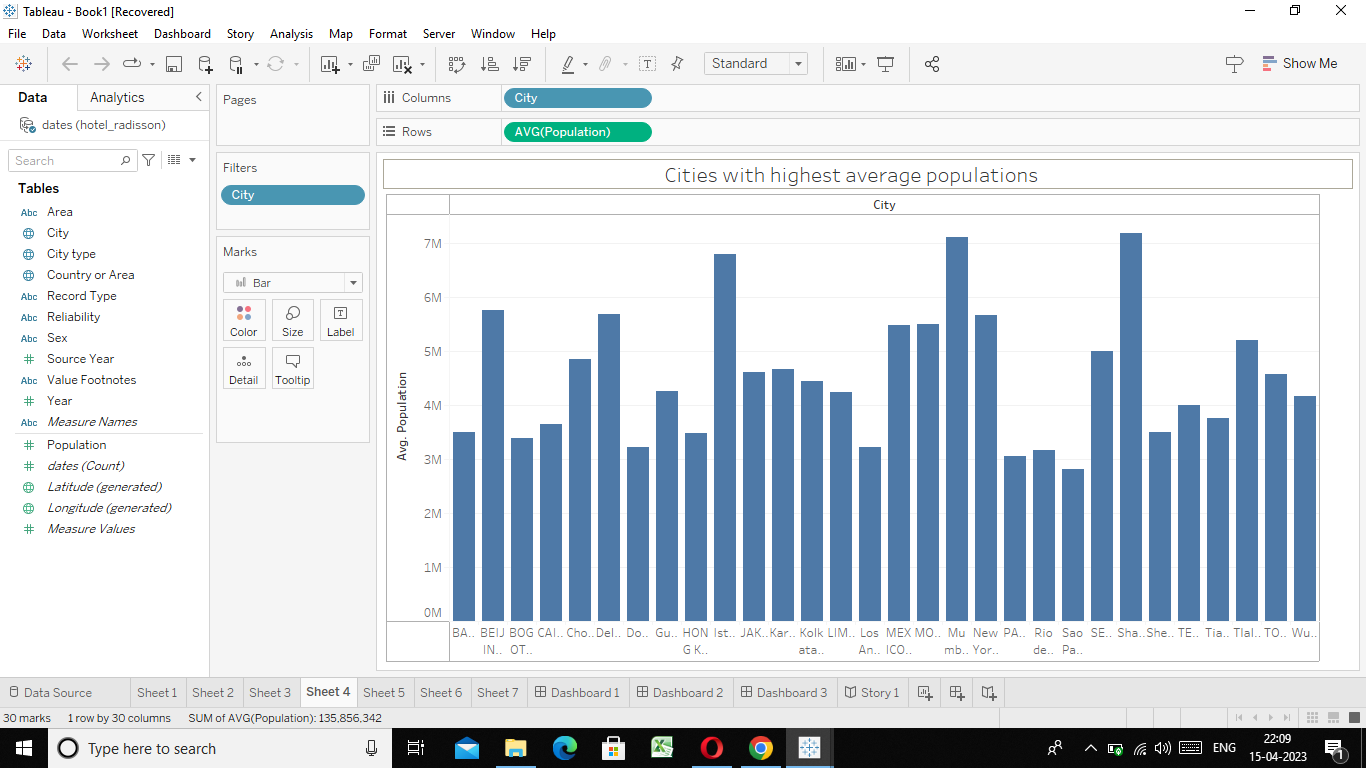 Tableau - Book1 [Recovered]
File Data Worksheet Dashboard Story Analysis Map Format Server Window Help
Standard
Show Me
Data Analytics
dates (hotel_radisson)
Search
Tables
Abc Area
City
City type
Country or Area
Abc Record Type
Abc Reliability
Abc Sex
Source Year
Abc Value Footnotes
Year
Abc Measure Names
Population
dates (Count)
Latitude (generated)
Longitude (generated)
Measure Values
Pages
Filters
City
Marks
Bar
Color Size Label
Detail Tooltip
Columns City
Rows AVG(Population)
Cities with highest average populations
City
Avg. Population
7M
6M
5M
4M
3M
2M
1M
0M
BA.. BEIJ BOG CAI.. Cho.. Del.. Do.. Gu.. HON Ist.. JAK.. Kar.. Kolk LIM.. Los MEX MO.. Mu New PA.. Rio Sao SE.. Sha.. She.. TE.. Tia.. Tlal.. TO.. Wu..
IN.. OT.. G K.. ata.. An.. ICO.. mb.. Yor.. de.. Pa..
Data Source Sheet 1 Sheet 2 Sheet 3 Sheet 4 Sheet 5 Sheet 6 Sheet 7 Dashboard 1 Dashboard 2 Dashboard 3 Story 1
30 marks 1 row by 30 columns SUM of AVG(Population): 135,856,342
Type here to search
ENG
22:09
15-04-2023
1